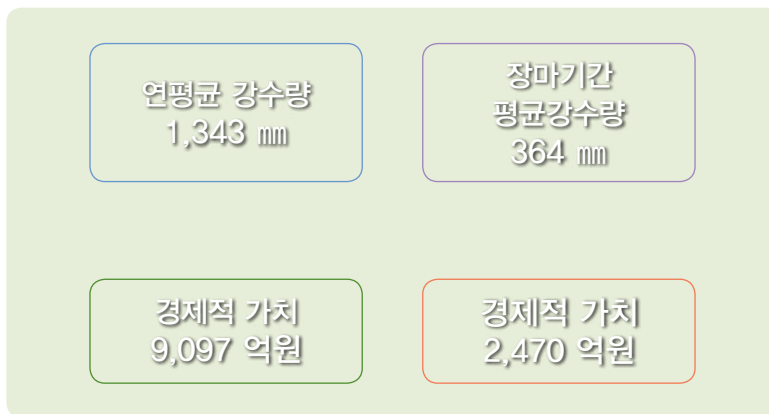 연평균 강수량
1,343 ㎜
장마기간
평균강수량
364 ㎜
경제적 가치
9,097 억원
경제적 가치
2,470 억원